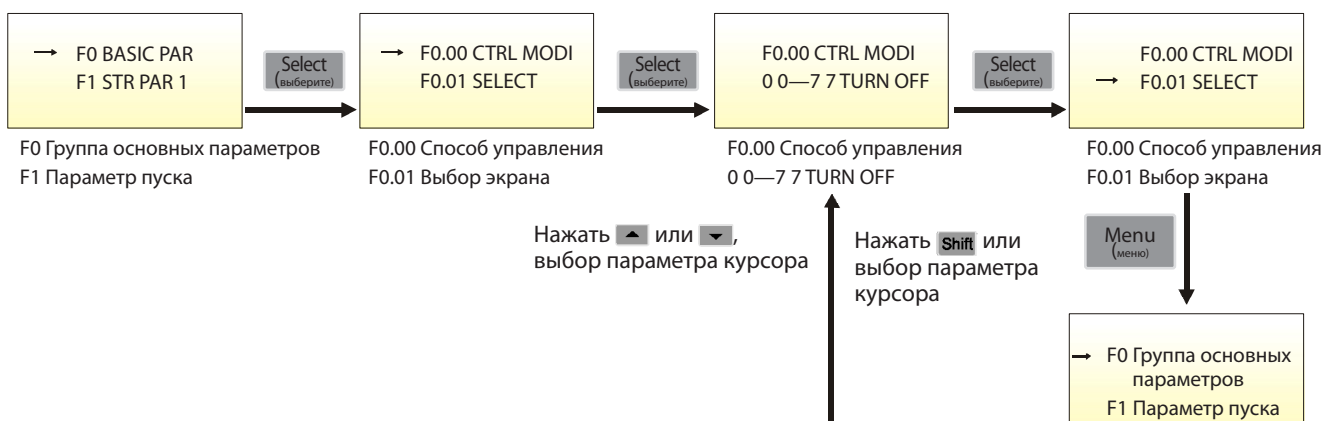 F0 BASIC PAR
F1 STR PAR 1
Select
(выберите)
F0.00 CTRL MODI
F0.01 SELECT
Select
(выберите)
F0.00 CTRL MODI
0 0—7 7 TURN OFF
Select
(выберите)
F0.00 CTRL MODI
F0.01 SELECT
F0 Группа основных параметров
F1 Параметр пуска
F0.00 Способ управления
F0.01 Выбор экрана
F0.00 Способ управления
0 0—7 7 TURN OFF
F0.00 Способ управления
F0.01 Выбор экрана
Нажать или ,
выбор параметра курсора
Нажать Shift или
выбор параметра
курсора
Menu
(меню)
F0 Группа основных
параметров
F1 Параметр пуска